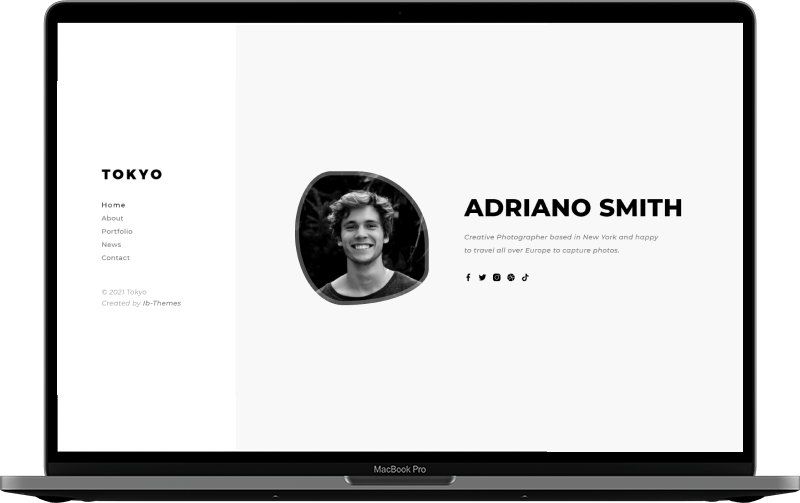 TOKYO
Home
About
Portfolio
News
Contact
© 2021 Tokyo
Created by Ib-Themes
ADRIANO SMITH
Creative Photographer based in New York and happy
to travel all over Europe to capture photos.
MacBook Pro